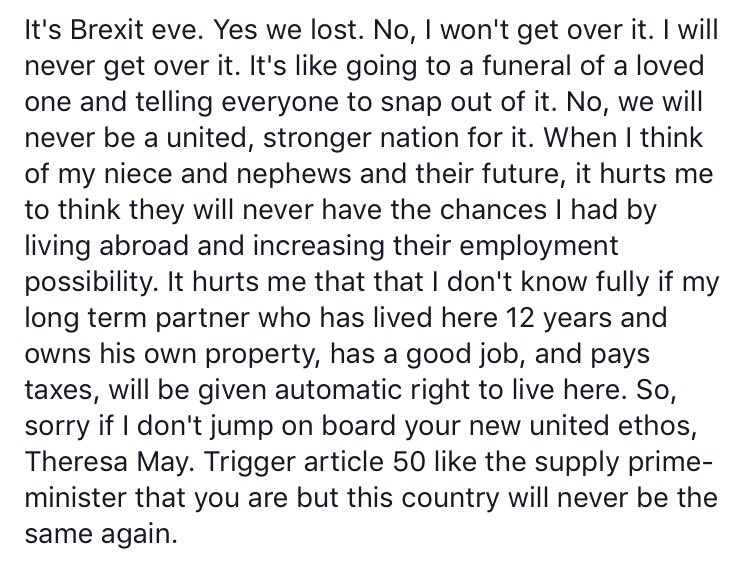 It's Brexit eve. Yes we lost. No, I won't get over it. I will
never get over it. It's like going to a funeral of a loved
one and telling everyone to snap out of it. No, we will
never be a united, stronger nation for it. When I think
of my niece and nephews and their future, it hurts me
to think they will never have the chances I had by
living abroad and increasing their employment
possibility. It hurts me that that I don't know fully if my
long term partner who has lived here 12 years and
owns his own property, has a good job, and pays
taxes, will be given automatic right to live here. So,
sorry if I don't jump on board your new united ethos,
Theresa May. Trigger article 50 like the supply prime-
minister that you are but this country will never be the
same again.